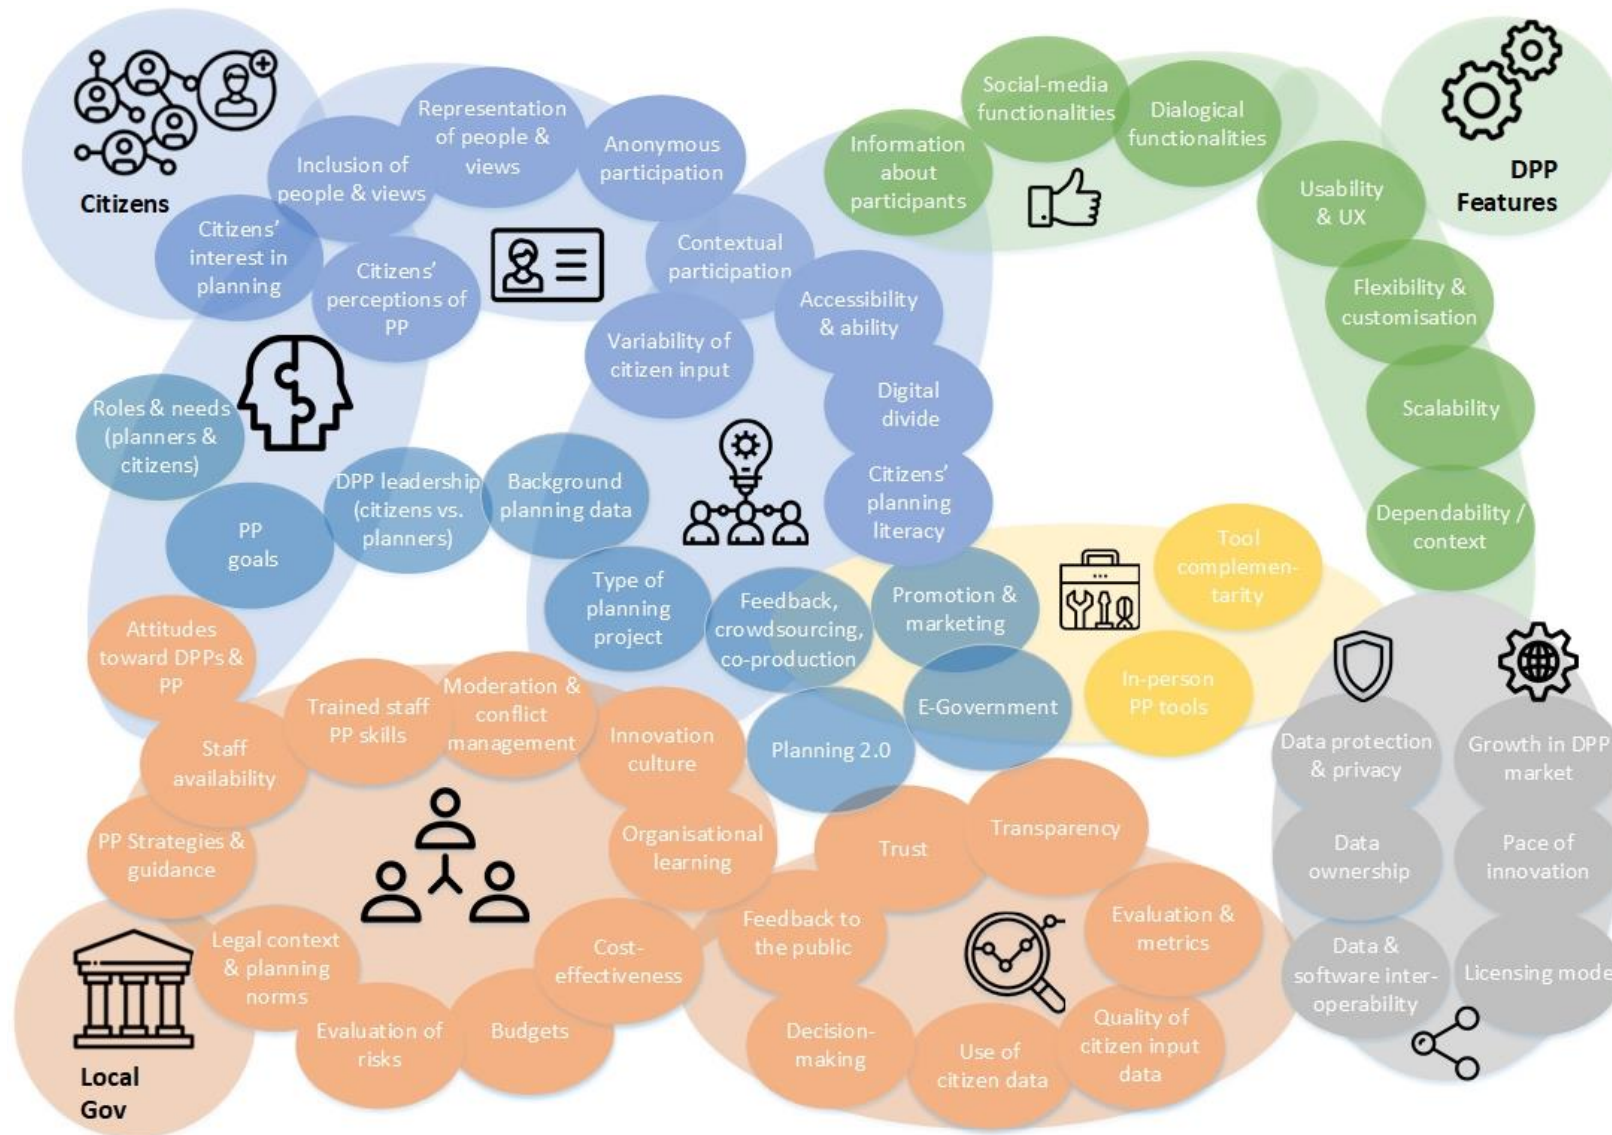 Citizens
Representation
of people &
views
Inclusion of
people & views
Anonymous
participation
Citizens'
interest in
planning
Citizens'
perceptions of
PP
Contextual
participation
Accessibility
& ability
Variability of
citizen input
Digital
divide
Citizens'
planning
literacy
Information
about
participants
Social-media
functionalities
Dialogical
functionalities
DPP
Features
Usability
& UX
Flexibility &
customisation
Scalability
Dependability /
context
Roles & needs
(planners &
citizens)
PP
goals
DPP leadership
(citizens vs.
planners)
Background
planning data
Type of
planning
project
Feedback,
crowdsourcing,
co-production
Promotion &
marketing
E-Government
Planning 2.0
Tool
complemen-
tarity
In-person
PP tools
Attitudes
toward DPPs &
PP
Staff
availability
Trained staff
PP skills
Moderation &
conflict
management
Innovation
culture
Organisational
learning
PP Strategies &
guidance
Legal context
& planning
norms
Evaluation of
risks
Budgets
Cost-
effectiveness
Local
Gov
Trust
Transparency
Feedback to
the public
Evaluation &
metrics
Decision-
making
Use of
citizen data
Quality of
citizen input
data
Data protection
& privacy
Growth in DPP
market
Data
ownership
Pace of
innovation
Data &
software inter-
operability
Licensing mode